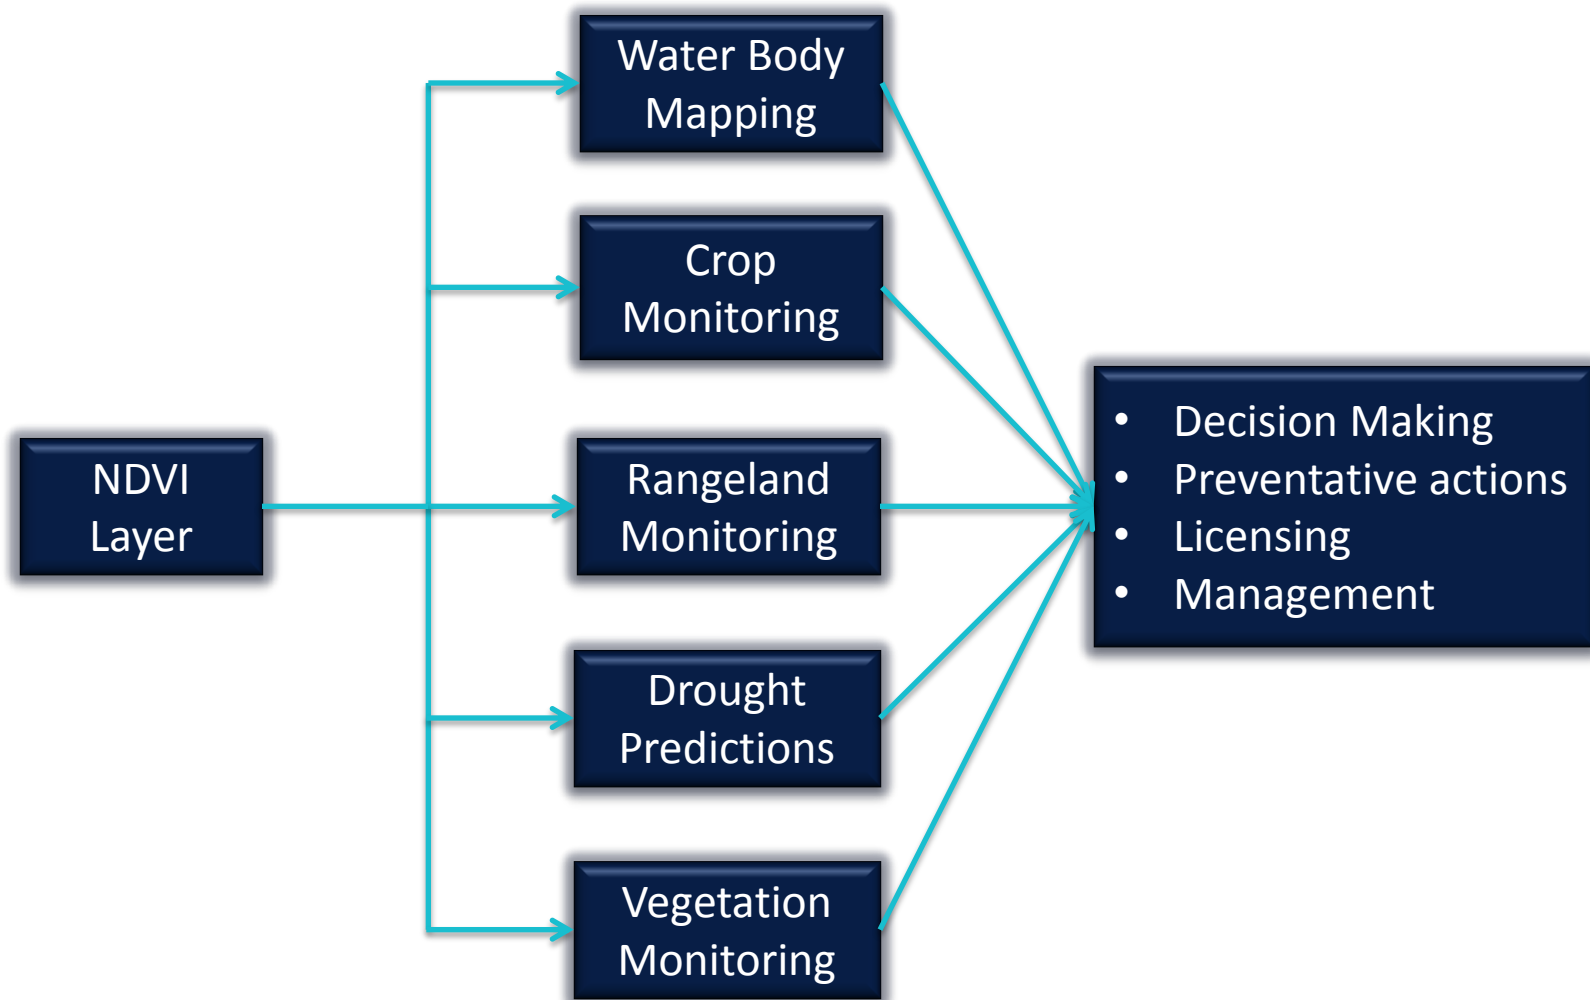 Water Body
Mapping
Crop
Monitoring
NDVI
Layer
Rangeland
Monitoring
• Decision Making
• Preventative actions
• Licensing
• Management
Drought
Predictions
Vegetation
Monitoring